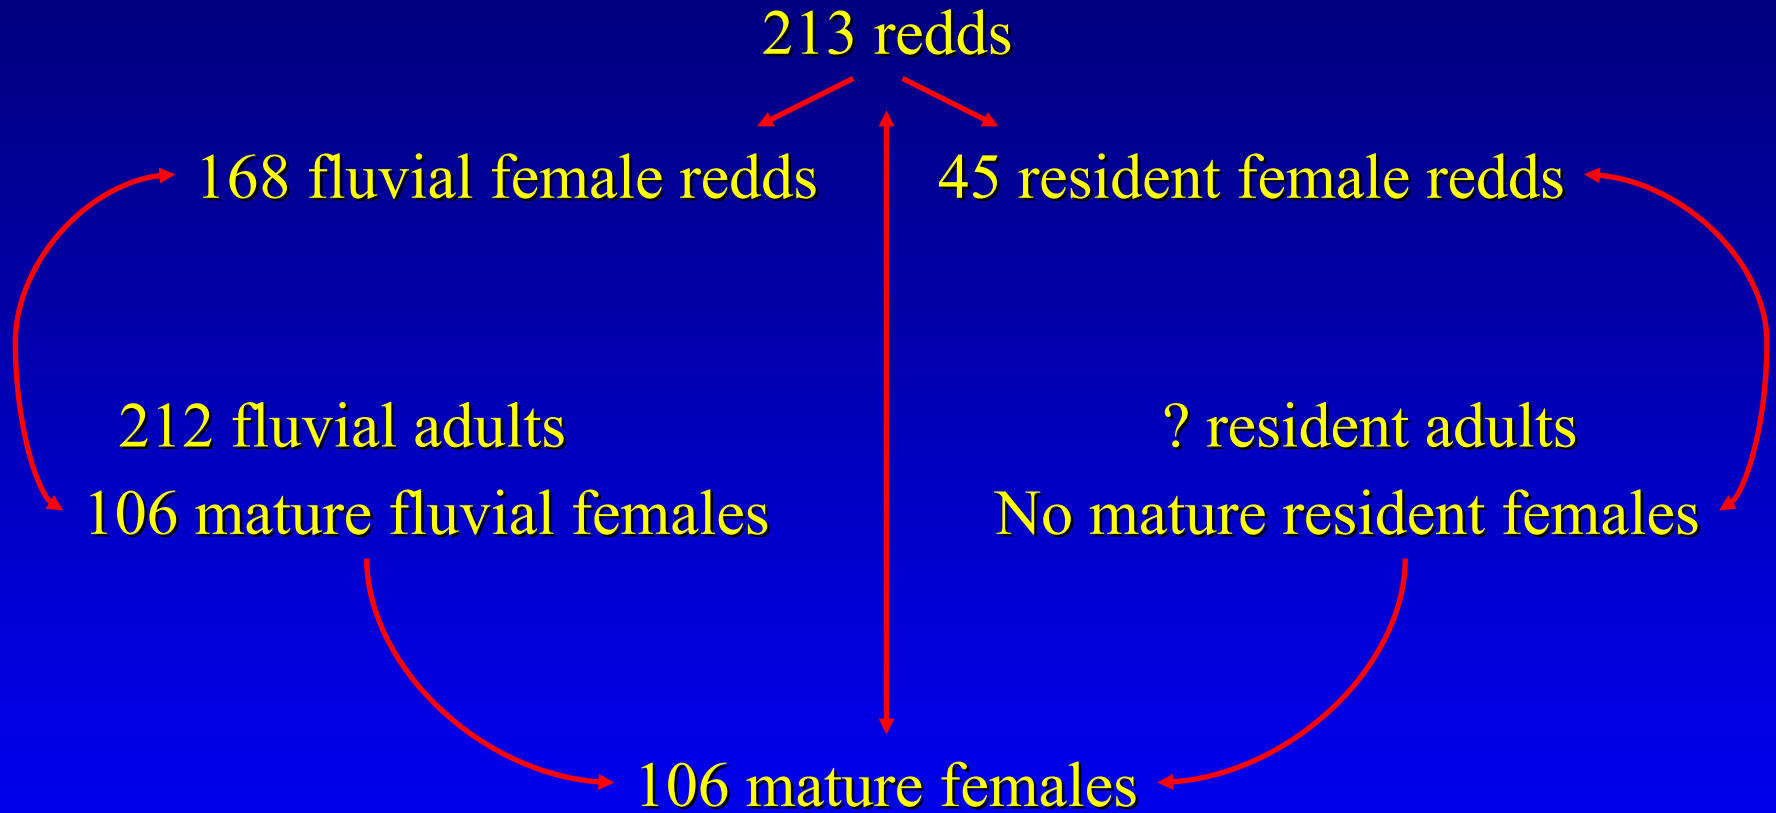 213 redds
168 fluvial female redds
45 resident female redds
212 fluvial adults
? resident adults
106 mature fluvial females
No mature resident females
106 mature females